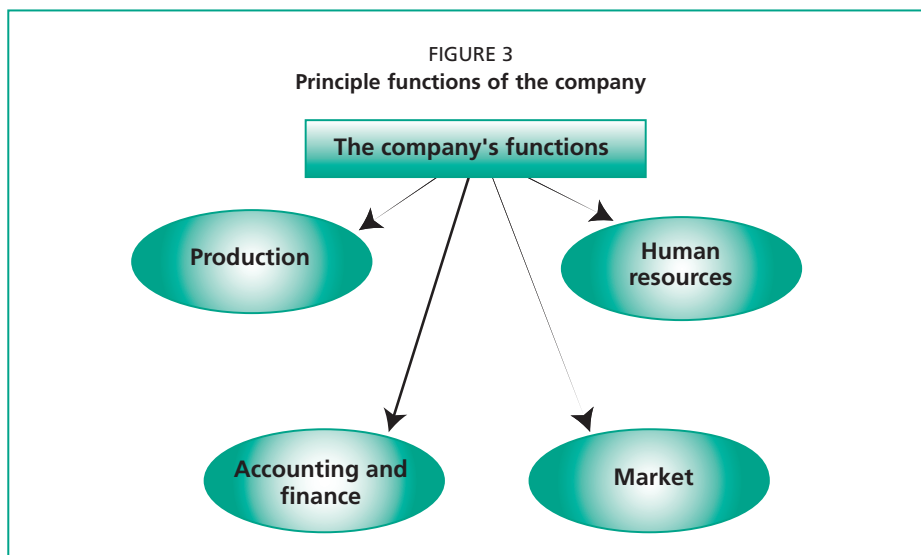 FIGURE 3
Principle functions of the company
The company's functions
Production
Human
resources
Accounting and
finance
Market